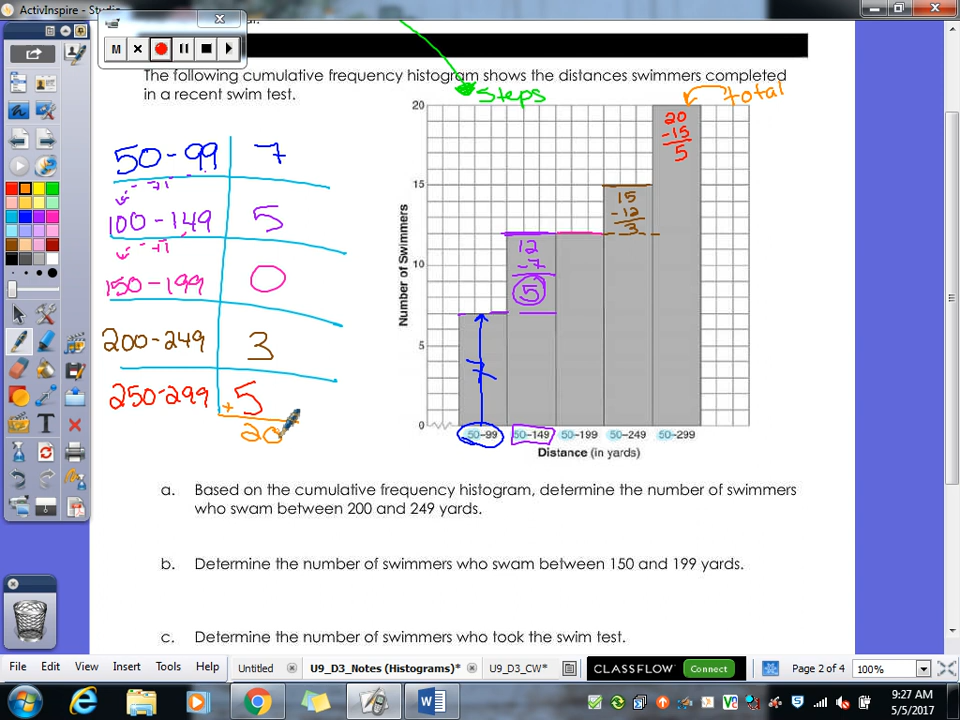 ActivInspire - Studio
M
The following cumulative frequency histogram shows the distances swimmers completed
in a recent swim test.
steps
total
50-99 7
+1
100-149 5
+1
150-199 0
200-249 3
250-299 +5
20
Number of Swimmers
20
15
10
5
0
7
12
-7
5
15
-12
3
20
-15
5
50-99 50-149 50-199 50-249 50-299
Distance (in yards)
a. Based on the cumulative frequency histogram, determine the number of swimmers
who swam between 200 and 249 yards.
b. Determine the number of swimmers who swam between 150 and 199 yards.
c. Determine the number of swimmers who took the swim test.
File Edit View Insert Tools Help Untitled U9_D3_Notes (Histograms)* U9_D3_CW* CLASSFLOW Connect Page 2 of 4 100%
9:27 AM
5/5/2017